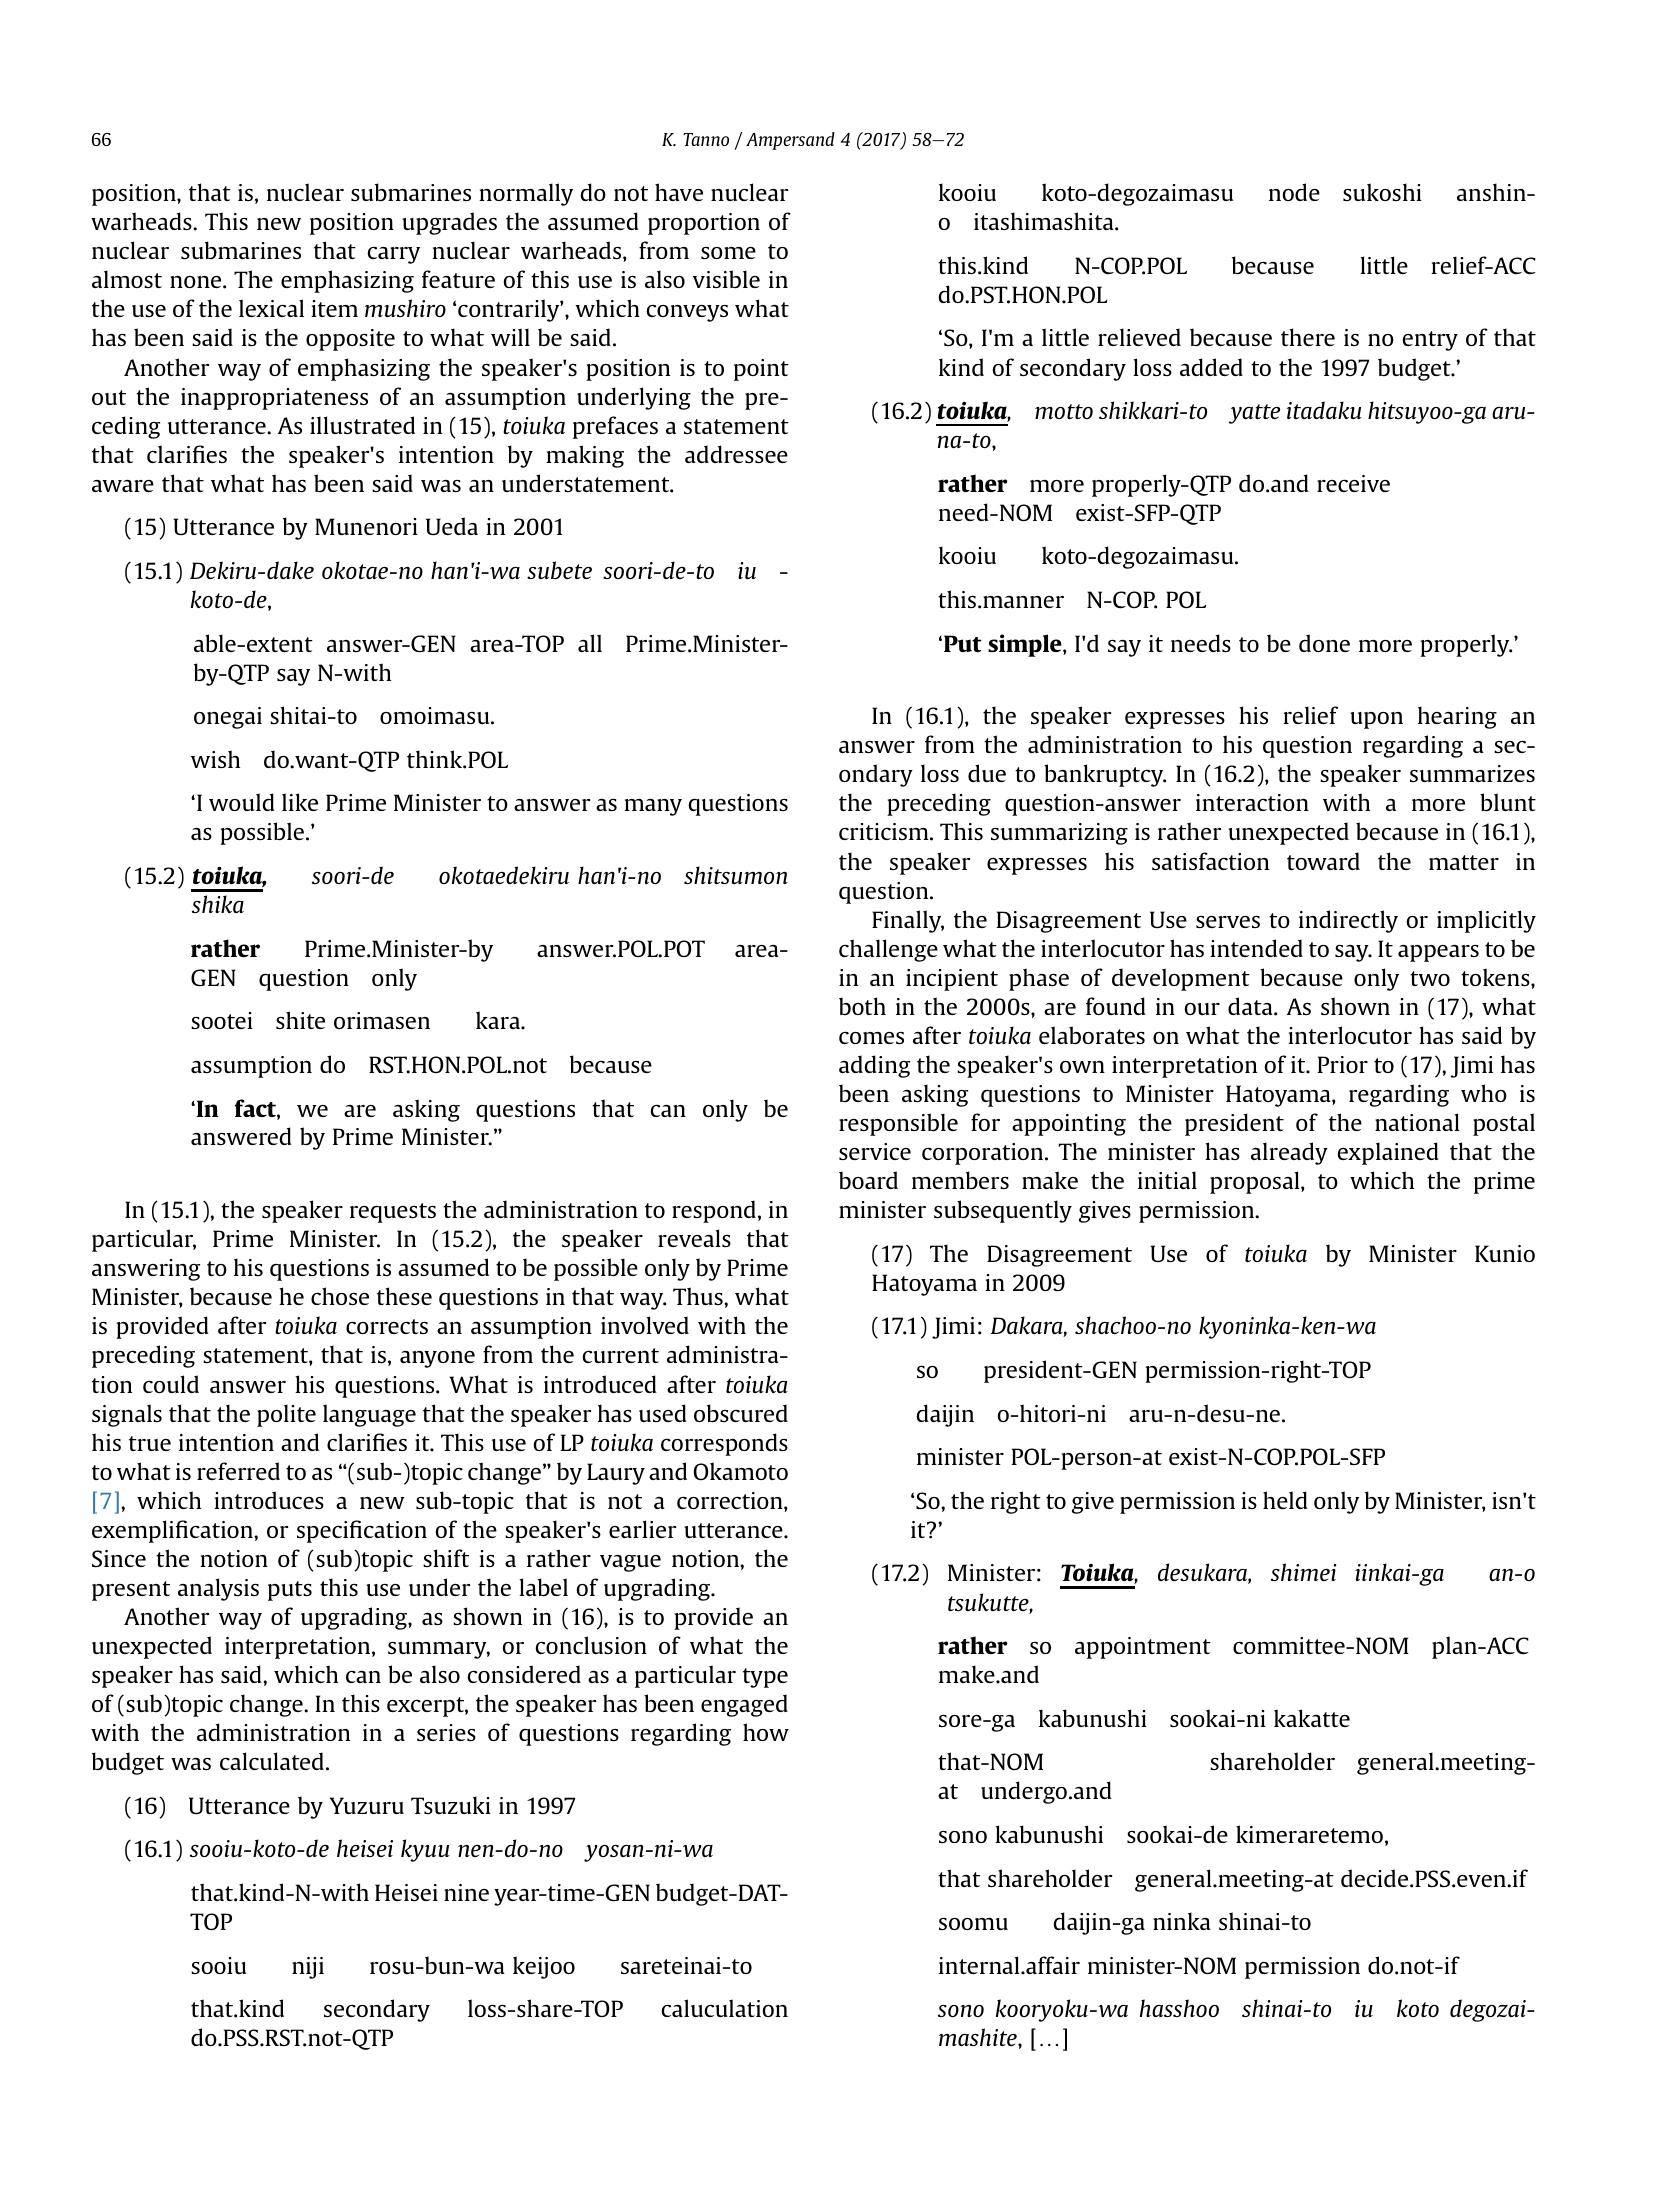 66
K. Tanno / Ampersand 4 (2017) 58–72
position, that is, nuclear submarines normally do not have nuclear
warheads. This new position upgrades the assumed proportion of
nuclear submarines that carry nuclear warheads, from some to
almost none. The emphasizing feature of this use is also visible in
the use of the lexical item mushiro ‘contrarily’, which conveys what
has been said is the opposite to what will be said.
Another way of emphasizing the speaker's position is to point
out the inappropriateness of an assumption underlying the pre-
ceding utterance. As illustrated in (15), toiuka prefaces a statement
that clarifies the speaker's intention by making the addressee
aware that what has been said was an understatement.
(15) Utterance by Munenori Ueda in 2001
(15.1) Dekiru-dake okotae-no han'i-wa subete soori-de-to iu -
koto-de,
able-extent answer-GEN area-TOP all Prime.Minister-
by-QTP say N-with
onegai shitai-to omoimasu.
wish do.want-QTP think.POL
‘I would like Prime Minister to answer as many questions
as possible.’
(15.2) toiuka, soori-de okotaedekiru han'i-no shitsumon
shika
rather Prime.Minister-by answer.POL.POT area-
GEN question only
sootei shite orimasen kara.
assumption do RST.HON.POL.not because
‘In fact, we are asking questions that can only be
answered by Prime Minister.”
In (15.1), the speaker requests the administration to respond, in
particular, Prime Minister. In (15.2), the speaker reveals that
answering to his questions is assumed to be possible only by Prime
Minister, because he chose these questions in that way. Thus, what
is provided after toiuka corrects an assumption involved with the
preceding statement, that is, anyone from the current administra-
tion could answer his questions. What is introduced after toiuka
signals that the polite language that the speaker has used obscured
his true intention and clarifies it. This use of LP toiuka corresponds
to what is referred to as “(sub-)topic change” by Laury and Okamoto
[7], which introduces a new sub-topic that is not a correction,
exemplification, or specification of the speaker's earlier utterance.
Since the notion of (sub)topic shift is a rather vague notion, the
present analysis puts this use under the label of upgrading.
Another way of upgrading, as shown in (16), is to provide an
unexpected interpretation, summary, or conclusion of what the
speaker has said, which can be also considered as a particular type
of (sub)topic change. In this excerpt, the speaker has been engaged
with the administration in a series of questions regarding how
budget was calculated.
(16) Utterance by Yuzuru Tsuzuki in 1997
(16.1) sooiu-koto-de heisei kyuu nen-do-no yosan-ni-wa
that.kind-N-with Heisei nine year-time-GEN budget-DAT-
TOP
sooiu niji rosu-bun-wa keijoo sareteinai-to
that.kind secondary loss-share-TOP caluculation
do.PSS.RST.not-QTP
kooiu koto-degozaimasu node sukoshi anshin-
o itashimashita.
this.kind N-COP.POL because little relief-ACC
do.PST.HON.POL
‘So, I'm a little relieved because there is no entry of that
kind of secondary loss added to the 1997 budget.’
(16.2) toiuka, motto shikkari-to yatte itadaku hitsuyoo-ga aru-
na-to,
rather more properly-QTP do.and receive
need-NOM exist-SFP-QTP
kooiu koto-degozaimasu.
this.manner N-COP. POL
‘Put simple, I'd say it needs to be done more properly.’
In (16.1), the speaker expresses his relief upon hearing an
answer from the administration to his question regarding a sec-
ondary loss due to bankruptcy. In (16.2), the speaker summarizes
the preceding question-answer interaction with a more blunt
criticism. This summarizing is rather unexpected because in (16.1),
the speaker expresses his satisfaction toward the matter in
question.
Finally, the Disagreement Use serves to indirectly or implicitly
challenge what the interlocutor has intended to say. It appears to be
in an incipient phase of development because only two tokens,
both in the 2000s, are found in our data. As shown in (17), what
comes after toiuka elaborates on what the interlocutor has said by
adding the speaker's own interpretation of it. Prior to (17), Jimi has
been asking questions to Minister Hatoyama, regarding who is
responsible for appointing the president of the national postal
service corporation. The minister has already explained that the
board members make the initial proposal, to which the prime
minister subsequently gives permission.
(17) The Disagreement Use of toiuka by Minister Kunio
Hatoyama in 2009
(17.1) Jimi: Dakara, shachoo-no kyoninka-ken-wa
so president-GEN permission-right-TOP
daijin o-hitori-ni aru-n-desu-ne.
minister POL-person-at exist-N-COP.POL-SFP
‘So, the right to give permission is held only by Minister, isn't
it?’
(17.2) Minister: Toiuka, desukara, shimei iinkai-ga an-o
tsukutte,
rather so appointment committee-NOM plan-ACC
make.and
sore-ga kabunushi sookai-ni kakatte
that-NOM shareholder general.meeting-
at undergo.and
sono kabunushi sookai-de kimeraretemo,
that shareholder general.meeting-at decide.PSS.even.if
soomu daijin-ga ninka shinai-to
internal.affair minister-NOM permission do.not-if
sono kooryoku-wa hasshoo shinai-to iu koto degozai-
mashite, […]